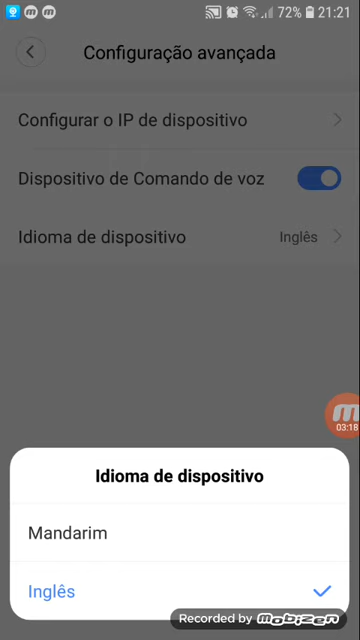 72% 21:21
Configuração avançada
Configurar o IP de dispositivo
Dispositivo de Comando de voz
Idioma de dispositivo Inglês
03:18
Idioma de dispositivo
Mandarim
Inglês
Recorded by mobizen